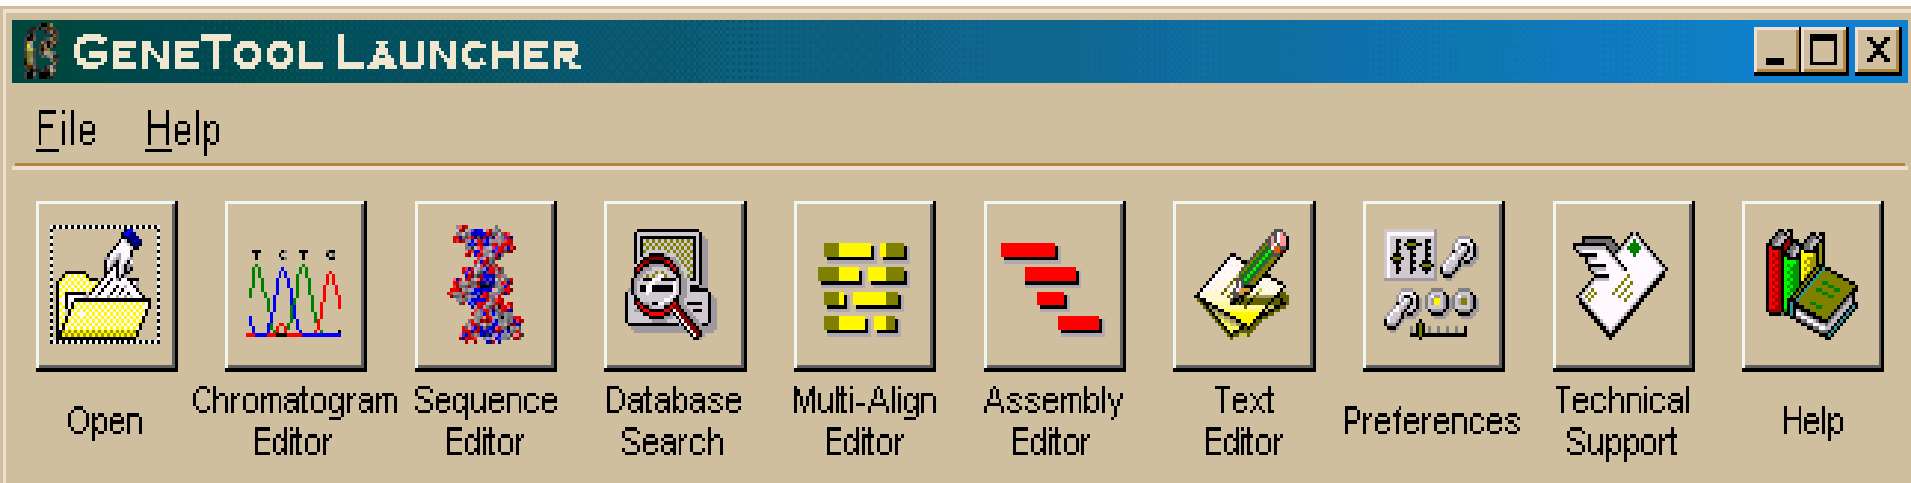 GeneTool Launcher
File Help
T C T G
Open
Chromatogram Editor
Sequence Editor
Database Search
Multi-Align Editor
Assembly Editor
Text Editor
Preferences
Technical Support
Help